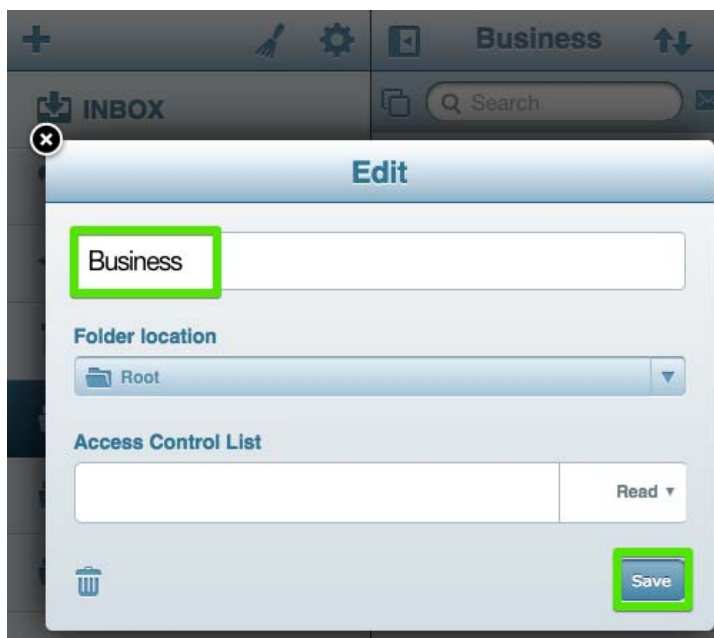 Business
INBOX
Search
Edit
Business
Folder location
Root
Access Control List
Read
Save